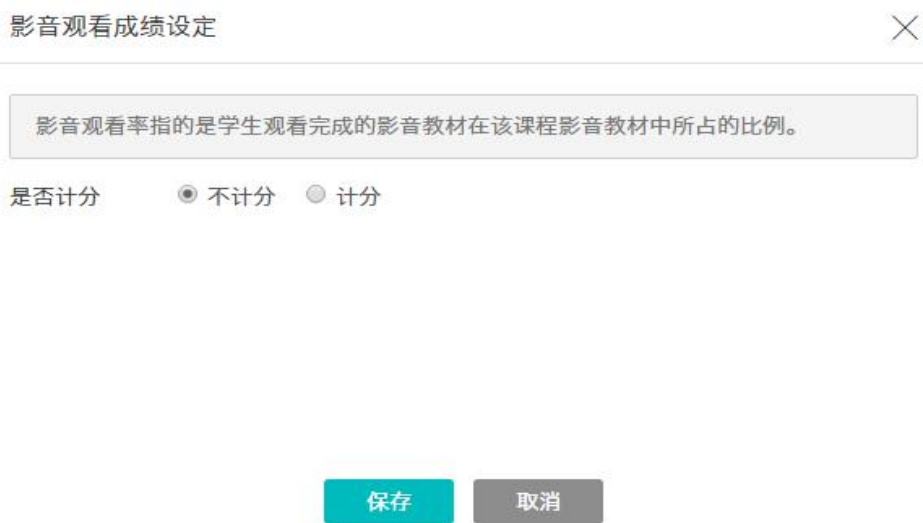 影音观看成绩设定
影音观看率指的是学生观看完成的影音教材在该课程影音教材中所占的比例。
是否计分 不计分 计分
保存 取消